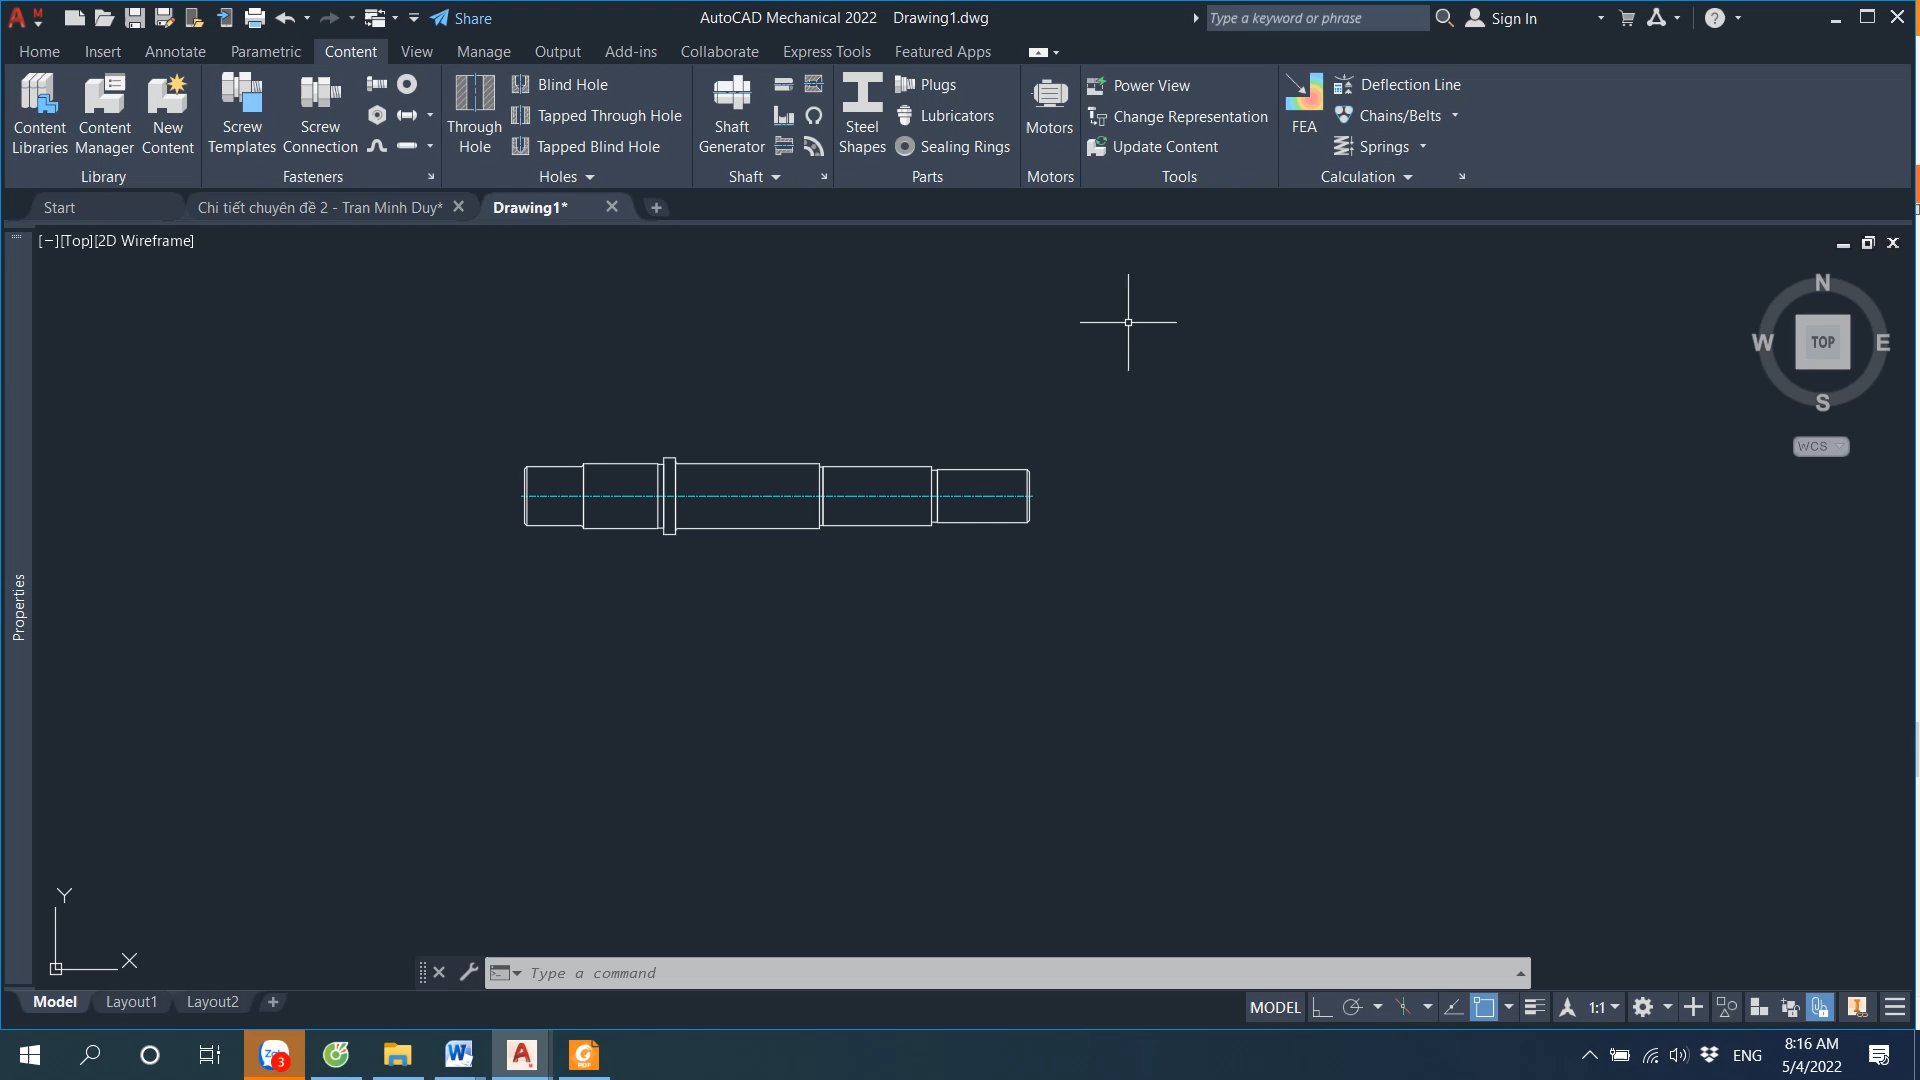 Share
AutoCAD Mechanical 2022 Drawing1.dwg
Type a keyword or phrase
Sign In
Home Insert Annotate Parametric Content View Manage Output Add-ins Collaborate Express Tools Featured Apps
Content Libraries
Content Manager
New Content
Library
Screw Templates
Screw Connection
Fasteners
Through Hole
Blind Hole
Tapped Through Hole
Tapped Blind Hole
Holes
Shaft Generator
Shaft
Steel Shapes
Plugs
Lubricators
Sealing Rings
Parts
Motors
Motors
Power View
Change Representation
Update Content
Tools
FEA
Deflection Line
Chains/Belts
Springs
Calculation
Start
Chi tiết chuyên đề 2 - Tran Minh Duy*
Drawing1*
[−][Top][2D Wireframe]
N
W TOP E
S
WCS
Properties
Y
X
Type a command
Model Layout1 Layout2
MODEL
1:1
3
ENG
8:16 AM
5/4/2022